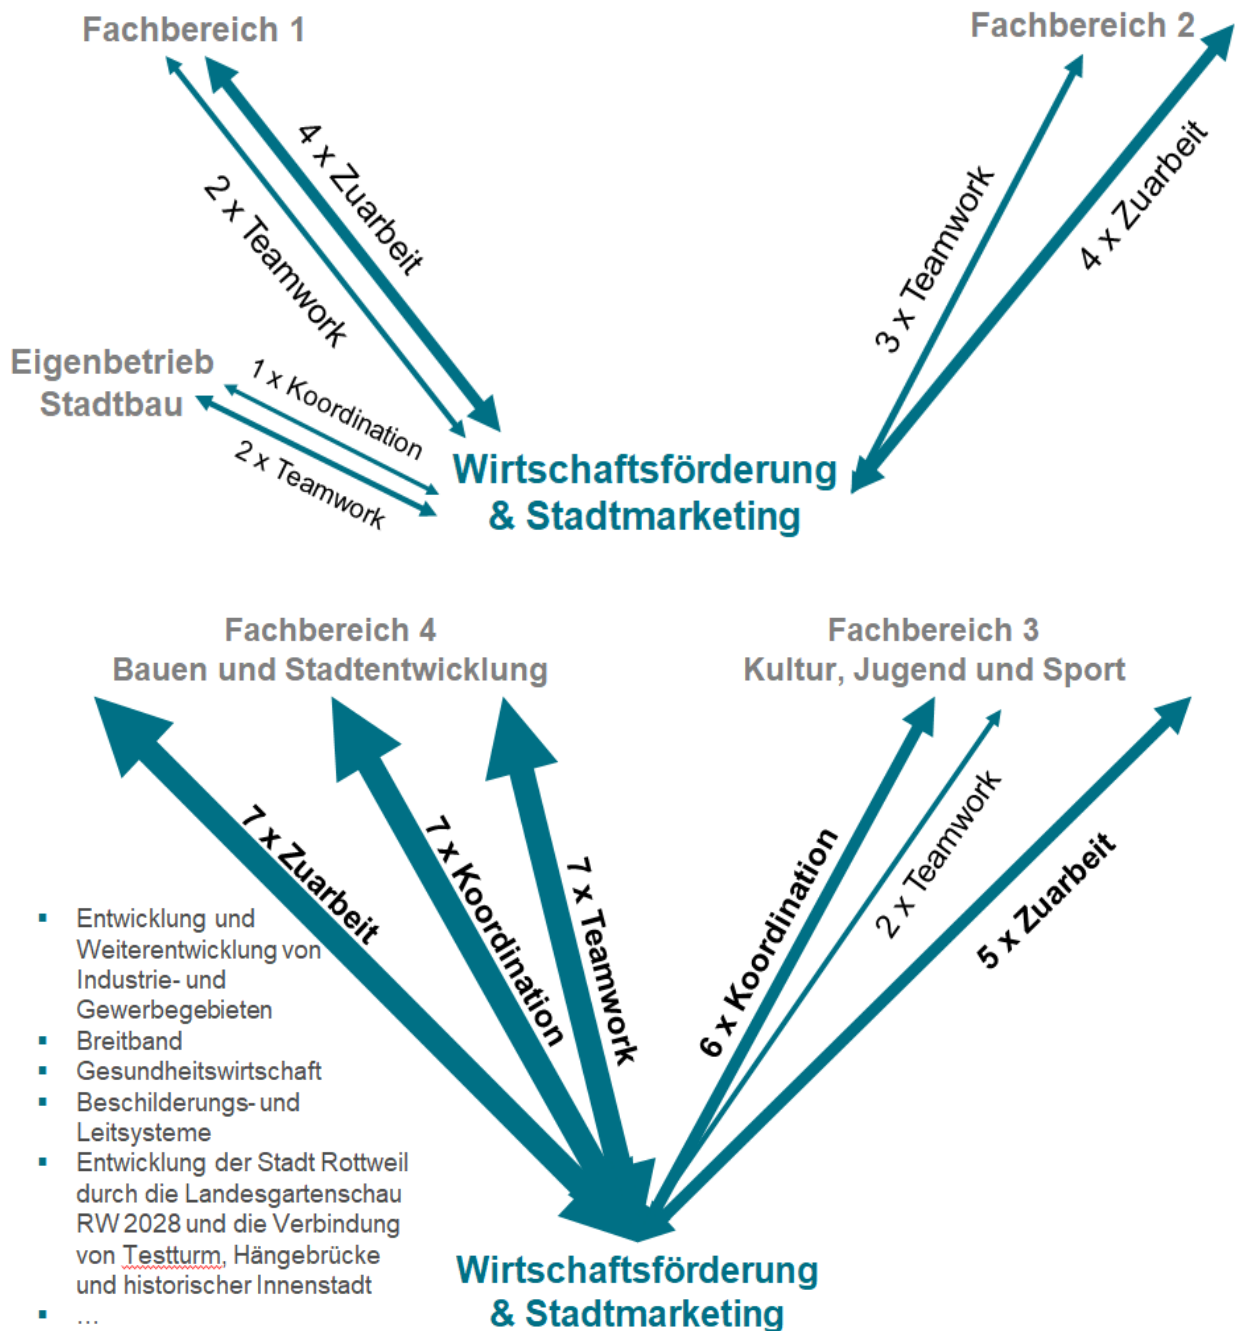 Fachbereich 1
Fachbereich 2
4 x Zuarbeit
2 x Teamwork
3 x Teamwork
4 x Zuarbeit
Eigenbetrieb
Stadtbau
1 x Koordination
2 x Teamwork
Wirtschaftsförderung
& Stadtmarketing
Fachbereich 4
Bauen und Stadtentwicklung
Fachbereich 3
Kultur, Jugend und Sport
7 x Zuarbeit
7 x Koordination
7 x Teamwork
6 x Koordination
2 x Teamwork
5 x Zuarbeit
▪ Entwicklung und
Weiterentwicklung von
Industrie- und
Gewerbegebieten
▪ Breitband
▪ Gesundheitswirtschaft
▪ Beschilderungs- und
Leitsysteme
▪ Entwicklung der Stadt Rottweil
durch die Landesgartenschau
RW 2028 und die Verbindung
von Testturm, Hängebrücke
und historischer Innenstadt
▪ ...
Wirtschaftsförderung
& Stadtmarketing